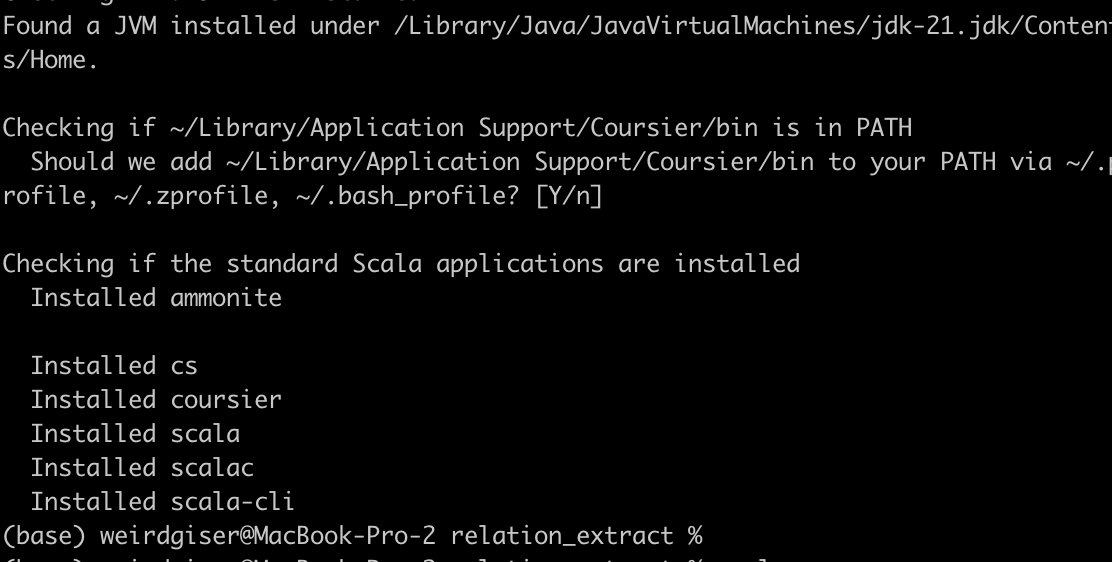 Found a JVM installed under /Library/Java/JavaVirtualMachines/jdk-21.jdk/Content
s/Home.
Checking if ~/Library/Application Support/Coursier/bin is in PATH
Should we add ~/Library/Application Support/Coursier/bin to your PATH via ~/.p
rofile, ~/.zprofile, ~/.bash_profile? [Y/n]
Checking if the standard Scala applications are installed
Installed ammonite
Installed cs
Installed coursier
Installed scala
Installed scalac
Installed scala-cli
(base) weirdgiser@MacBook-Pro-2 relation_extract %